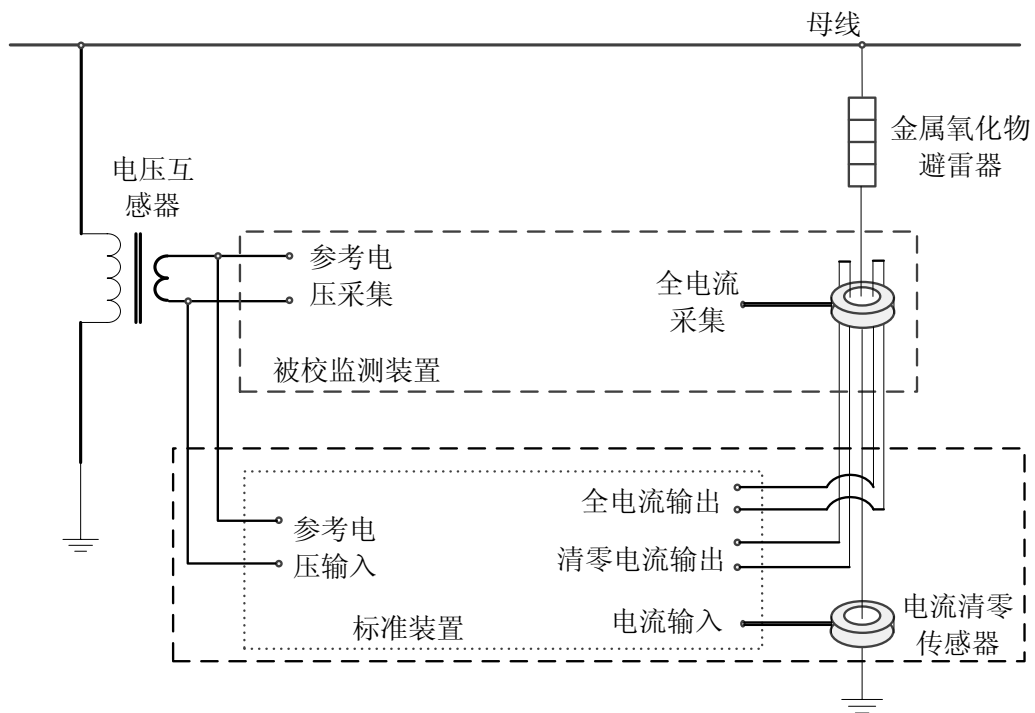 母线
金属氧化物
避雷器
电压互
感器
参考电
压采集
全电流
采集
被校监测装置
全电流输出
参考电
压输入
清零电流输出
电流输入
标准装置
电流清零
传感器